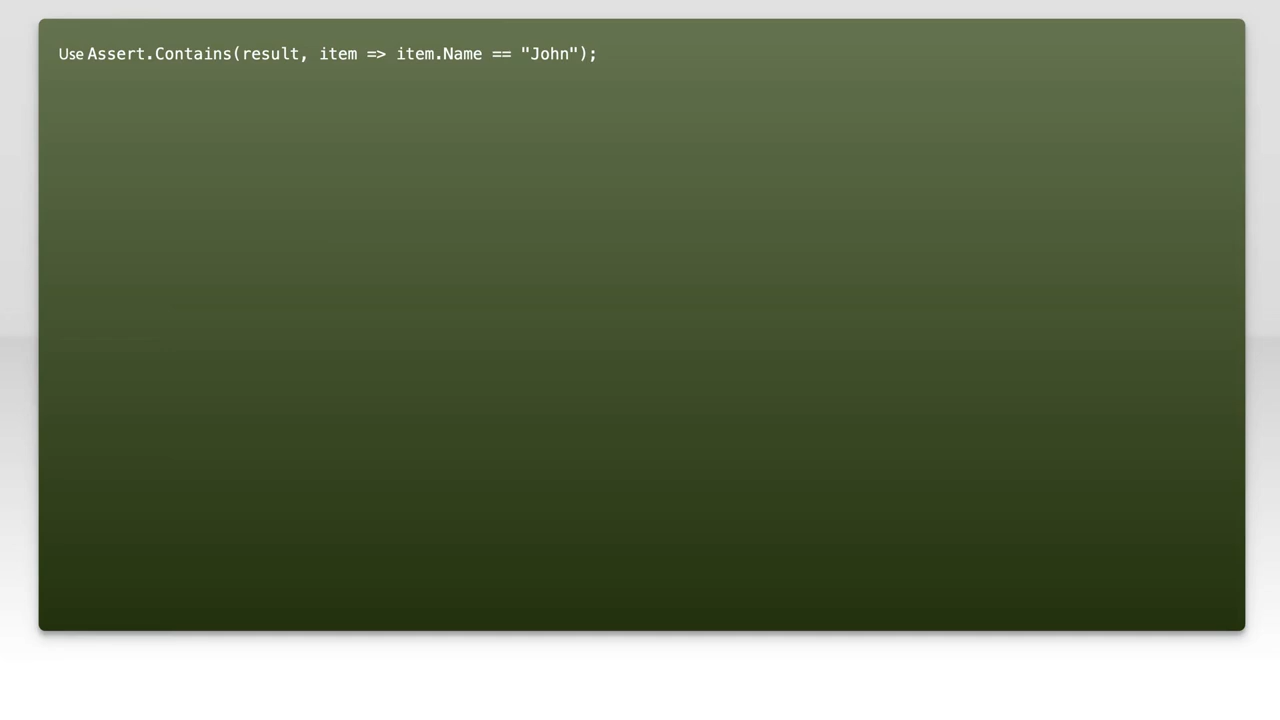 Use Assert.Contains(result, item => item.Name == "John");